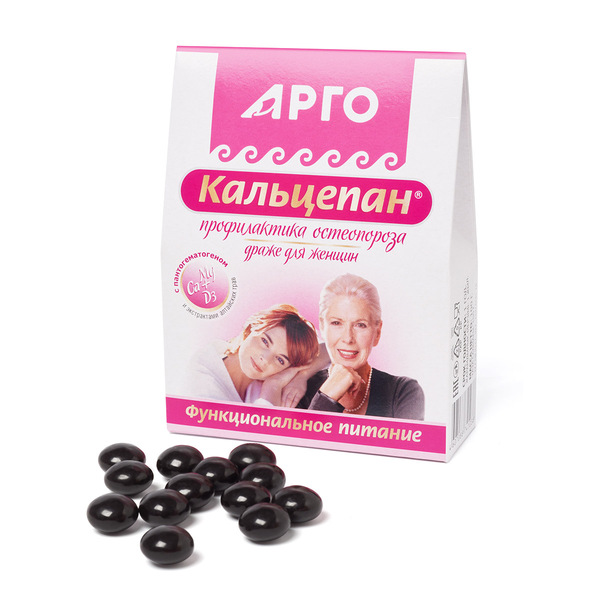 АРГО
Кальцепан®
профилактика остеопороза
драже для женщин
с пантогематогеном
Mg
Ca +
D3
и экстрактами алтайских трав
Функциональное питание